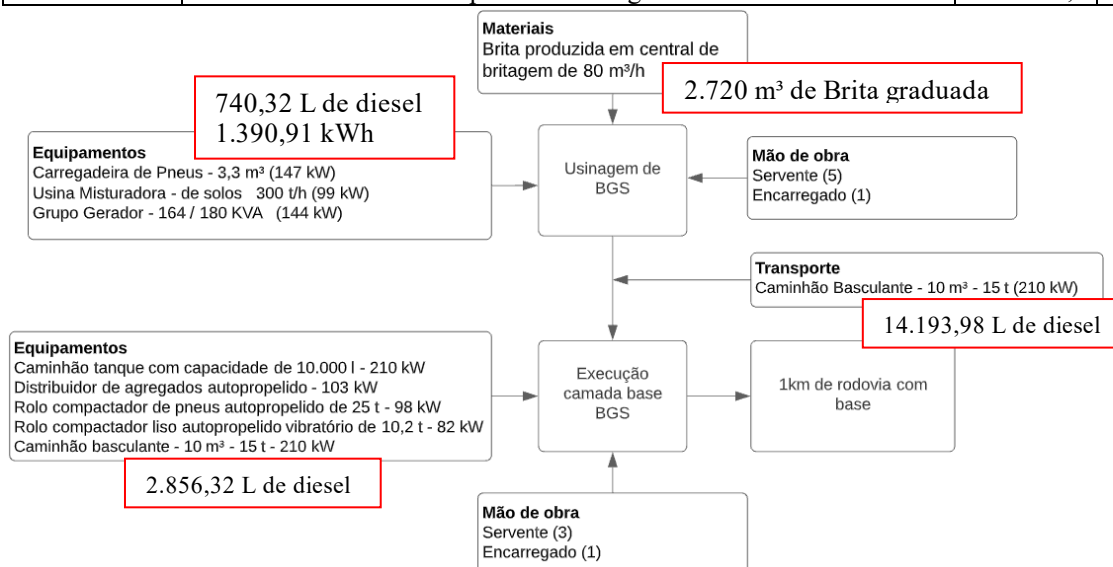 Materiais
Brita produzida em central de
britagem de 80 m³/h
2.720 m³ de Brita graduada
740,32 L de diesel
1.390,91 kWh
Equipamentos
Carregadeira de Pneus - 3,3 m³ (147 kW)
Usina Misturadora - de solos 300 t/h (99 kW)
Grupo Gerador - 164 / 180 KVA (144 kW)
Usinagem de
BGS
Mão de obra
Servente (5)
Encarregado (1)
Transporte
Caminhão Basculante - 10 m³ - 15 t (210 kW)
14.193,98 L de diesel
Equipamentos
Caminhão tanque com capacidade de 10.000 l - 210 kW
Distribuidor de agregados autopropelido - 103 kW
Rolo compactador de pneus autopropelido de 25 t - 98 kW
Rolo compactador liso autopropelido vibratório de 10,2 t - 82 kW
Caminhão basculante - 10 m³ - 15 t - 210 kW
2.856,32 L de diesel
Execução
camada base
BGS
1km de rodovia com
base
Mão de obra
Servente (3)
Encarregado (1)